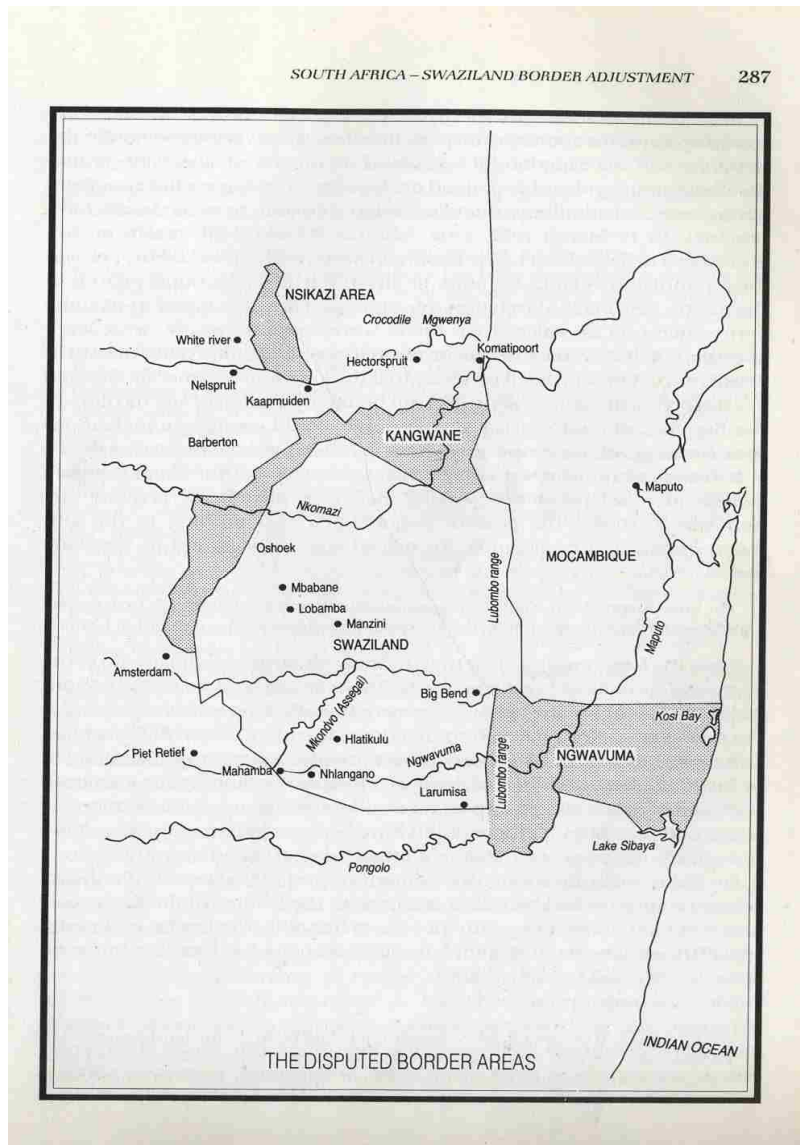 SOUTH AFRICA – SWAZILAND BORDER ADJUSTMENT 287
NSIKAZI AREA
Crocodile Mgwenya
White river
Komatipoort
Hectorspruit
Nelspruit
Kaapmuiden
KANGWANE
Barberton
Maputo
Nkomazi
Oshoek
MOCAMBIQUE
Lubombo range
Mbabane
Lobamba
Manzini
Maputo
SWAZILAND
Amsterdam
Big Bend
Mkondvo (Assegai)
Kosi Bay
Hlatikulu
Piet Retief
Ngwavuma
NGWAVUMA
Lubombo range
Mahamba
Nhlangano
Larumisa
Lake Sibaya
Pongolo
INDIAN OCEAN
THE DISPUTED BORDER AREAS